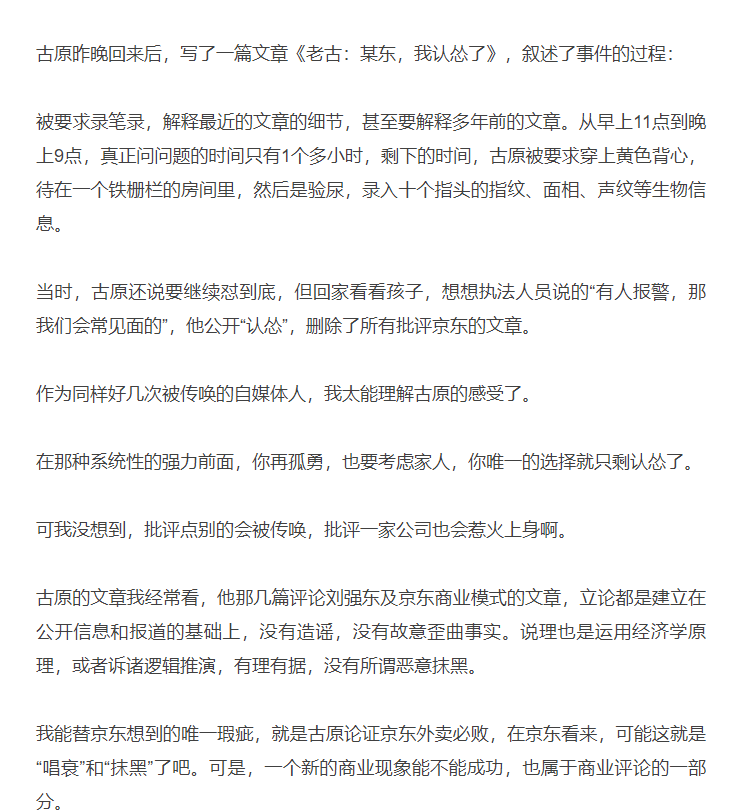 古原昨晚回来后，写了一篇文章《老古：某东，我认怂了》，叙述了事件的过程：
被要求录笔录，解释最近的文章的细节，甚至要解释多年前的文章。从早上11点到晚
上9点，真正问问题的时间只有1个多小时，剩下的时间，古原被要求穿上黄色背心，
待在一个铁栅栏的房间里，然后是验尿，录入十个指头的指纹、面相、声纹等生物信
息。
当时，古原还说要继续怼到底，但回家看看孩子，想想执法人员说的“有人报警，那
我们会常见面的”，他公开“认怂”，删除了所有批评京东的文章。
作为同样好几次被传唤的自媒体人，我太能理解古原的感受了。
在那种系统性的强力前面，你再孤勇，也要考虑家人，你唯一的选择就只剩认怂了。
可我没想到，批评点别的会被传唤，批评一家公司也会惹火上身啊。
古原的文章我经常看，他那几篇评论刘强东及京东商业模式的文章，立论都是建立在
公开信息和报道的基础上，没有造谣，没有故意歪曲事实。说理也是运用经济学原
理，或者诉诸逻辑推演，有理有据，没有所谓恶意抹黑。
我能替京东想到的唯一瑕疵，就是古原论证京东外卖必败，在京东看来，可能这就是
“唱衰”和“抹黑”了吧。可是，一个新的商业现象能不能成功，也属于商业评论的一部
分。